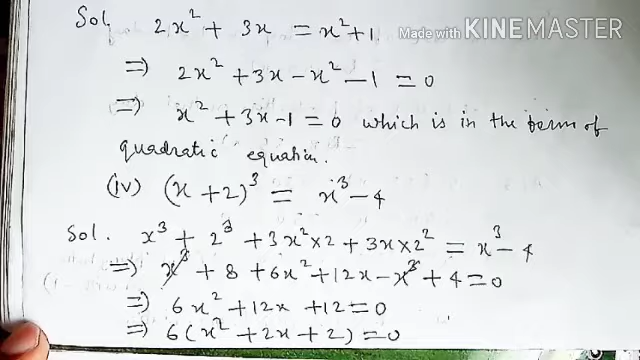 Sol. 2x² + 3x = x² + 1
Made with KINEMASTER
⇒ 2x² + 3x - x² - 1 = 0
⇒ x² + 3x - 1 = 0 which is in the form of
quadratic equation.
(iv) (x + 2)³ = x³ - 4
Sol. x³ + 2³ + 3x² × 2 + 3x × 2² = x³ - 4
⇒ x³ + 8 + 6x² + 12x - x³ + 4 = 0
⇒ 6x² + 12x + 12 = 0
⇒ 6(x² + 2x + 2) = 0